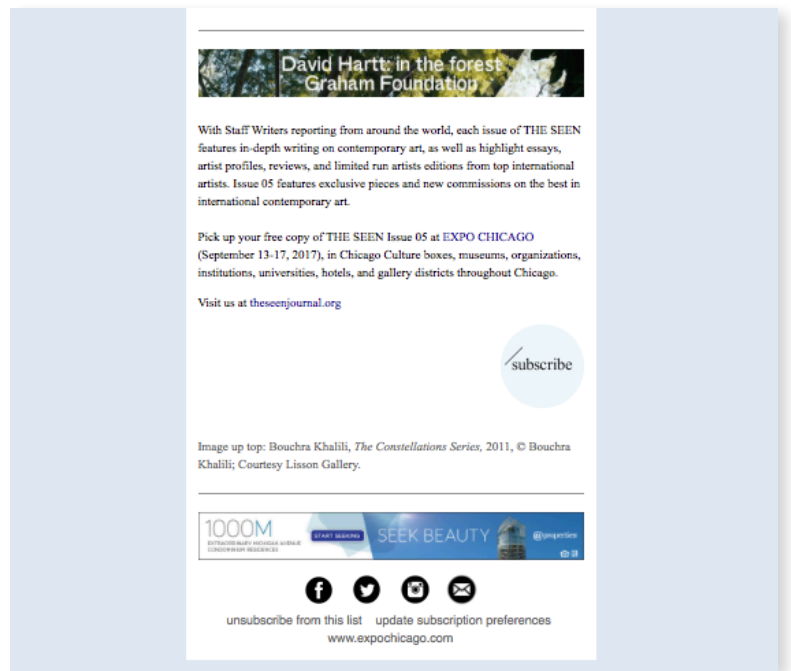 David Hartt: in the forest
Graham Foundation
With Staff Writers reporting from around the world, each issue of THE SEEN
features in-depth writing on contemporary art, as well as highlight essays,
artist profiles, reviews, and limited run artists editions from top international
artists. Issue 05 features exclusive pieces and new commissions on the best in
international contemporary art.
Pick up your free copy of THE SEEN Issue 05 at EXPO CHICAGO
(September 13-17, 2017), in Chicago Culture boxes, museums, organizations,
institutions, universities, hotels, and gallery districts throughout Chicago.
Visit us at theseenjournal.org
/subscribe
Image up top: Bouchra Khalili, The Constellations Series, 2011, © Bouchra
Khalili; Courtesy Lisson Gallery.
1000M
EXTRAORDINARY MICHIGAN AVENUE
CONDOMINIUM RESIDENCES
START SEEKING
SEEK BEAUTY
@properties
unsubscribe from this list update subscription preferences
www.expochicago.com